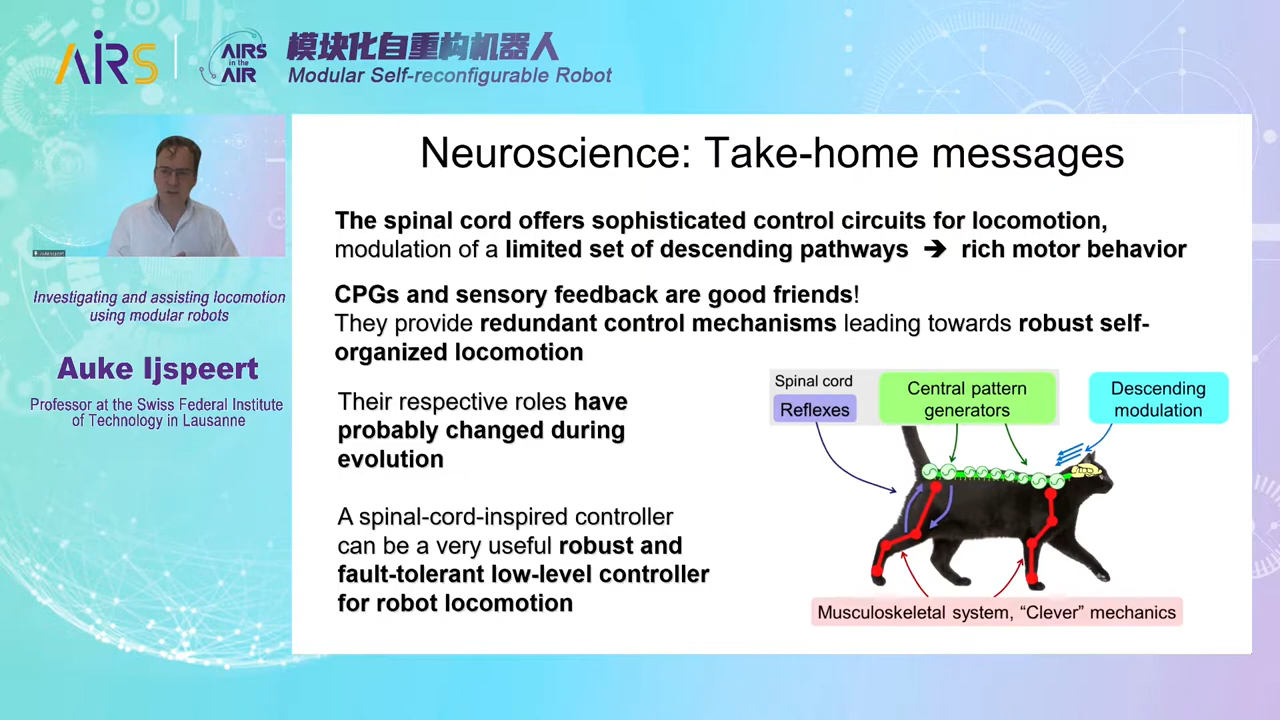 AIRS
AIRS
in the
AIR
模块化自重构机器人
Modular Self-reconfigurable Robot
Investigating and assisting locomotion
using modular robots
Auke Ijspeert
Professor at the Swiss Federal Institute
of Technology in Lausanne
Neuroscience: Take-home messages
The spinal cord offers sophisticated control circuits for locomotion,
modulation of a limited set of descending pathways ➔ rich motor behavior
CPGs and sensory feedback are good friends!
They provide redundant control mechanisms leading towards robust self-
organized locomotion
Their respective roles have
probably changed during
evolution
A spinal-cord-inspired controller
can be a very useful robust and
fault-tolerant low-level controller
for robot locomotion
Spinal cord
Reflexes
Central pattern
generators
Descending
modulation
Musculoskeletal system, “Clever” mechanics